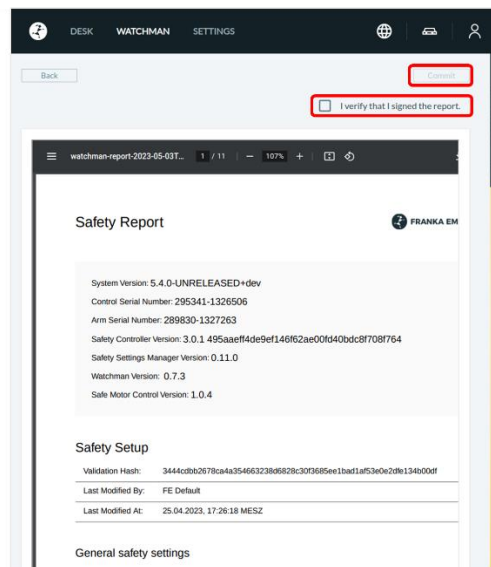 DESK WATCHMAN SETTINGS
Back
Commit
I verify that I signed the report.
watchman-report-2023-05-03T... 1 / 11 | − 107% +
Safety Report
FRANKA EM
System Version: 5.4.0-UNRELEASED+dev
Control Serial Number: 295341-1326506
Arm Serial Number: 289830-1327263
Safety Controller Version: 3.0.1 495aaeff4de9ef146f62ae00fd40bdc8f708f764
Safety Settings Manager Version: 0.11.0
Watchman Version: 0.7.3
Safe Motor Control Version: 1.0.4
Safety Setup
Validation Hash: 3444cdbb2678ca4a354663238d6828c30f3685ee1bad1af53e0e2dfe134b00df
Last Modified By: FE Default
Last Modified At: 25.04.2023, 17:26:18 MESZ
General safety settings